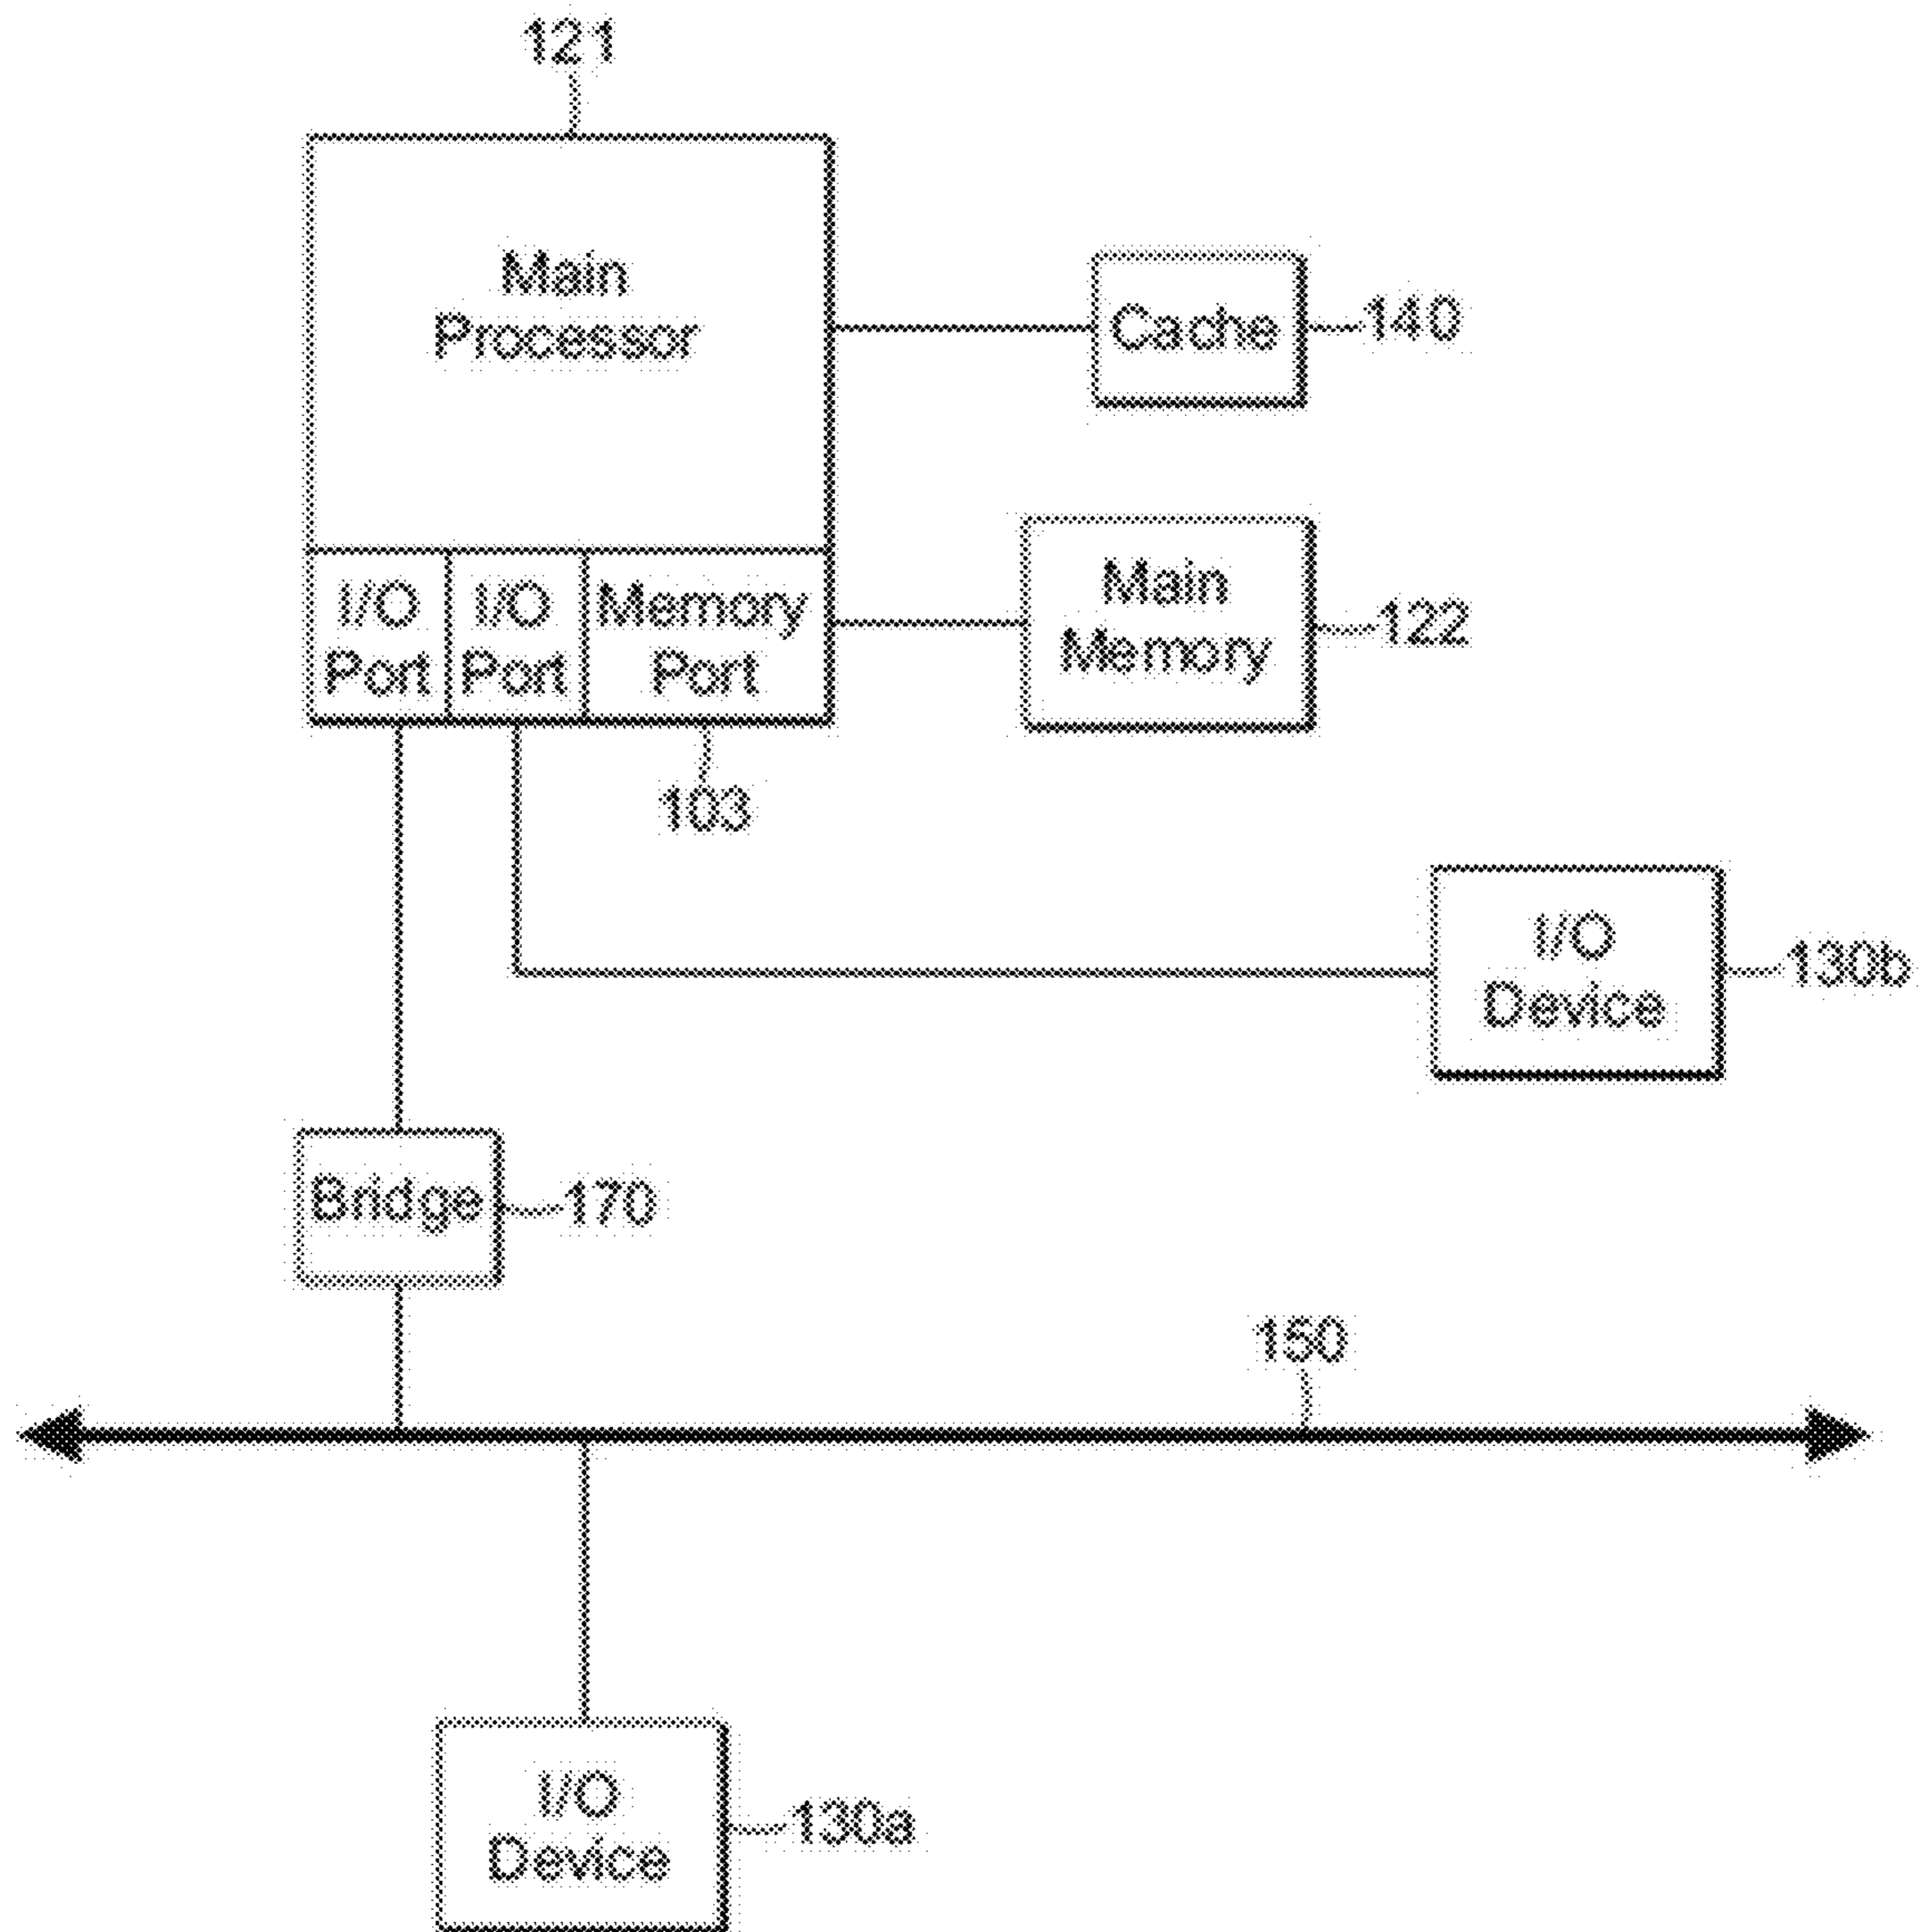 121
Main
Processor
Cache
140
I/O
Port
I/O
Port
Memory
Port
Main
Memory
122
103
I/O
Device
130b
Bridge
170
150
I/O
Device
130a